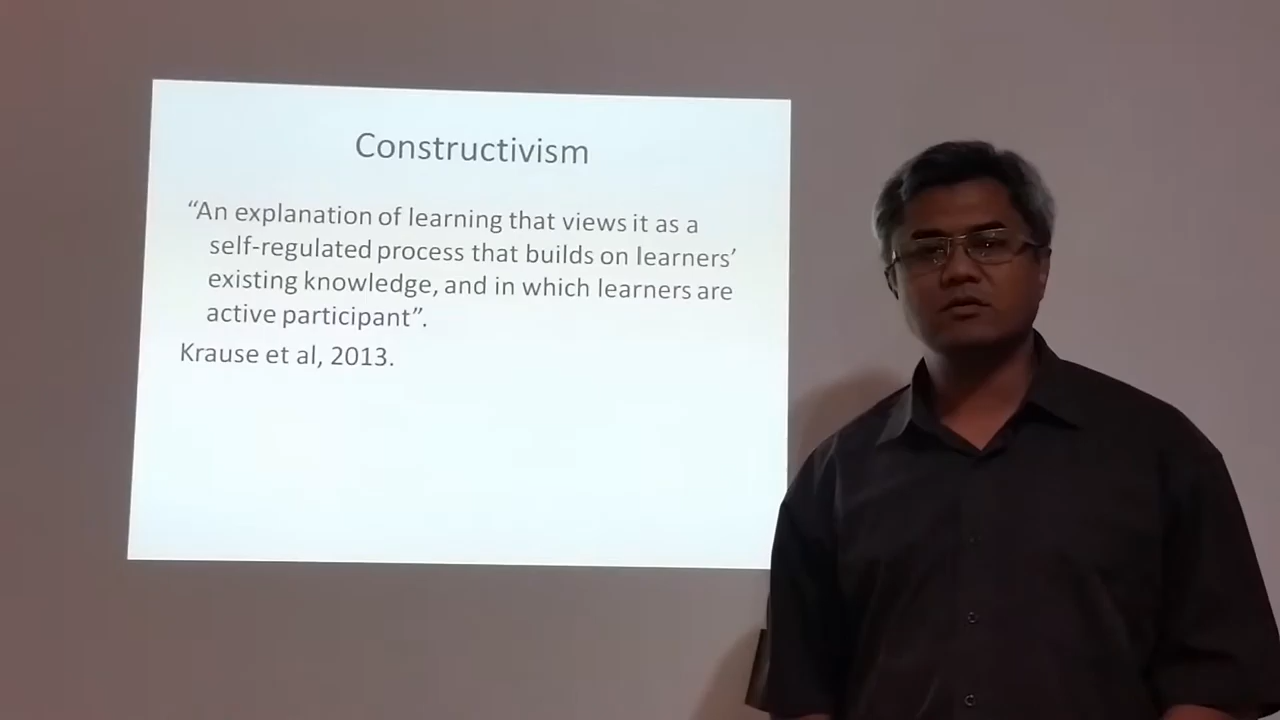 Constructivism
“An explanation of learning that views it as a
self-regulated process that builds on learners’
existing knowledge, and in which learners are
active participant”.
Krause et al, 2013.